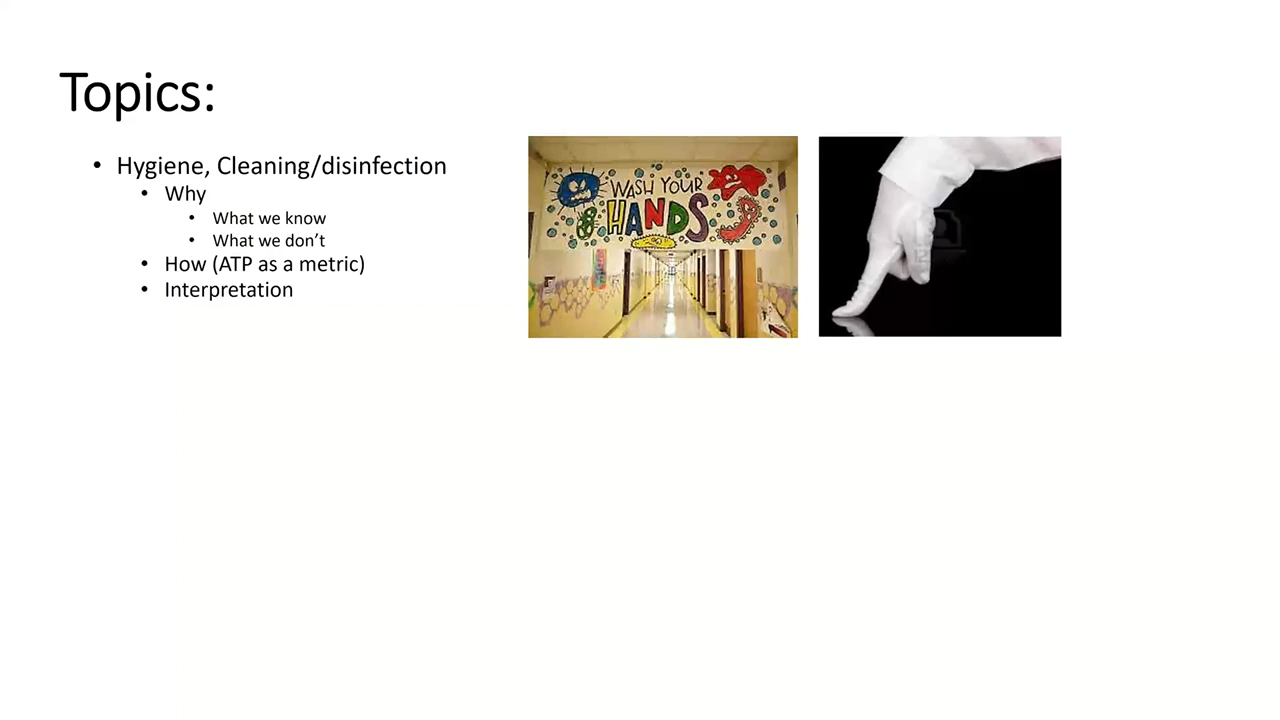 Topics:
• Hygiene, Cleaning/disinfection
• Why
• What we know
• What we don't
• How (ATP as a metric)
• Interpretation
WASH YOUR
HANDS